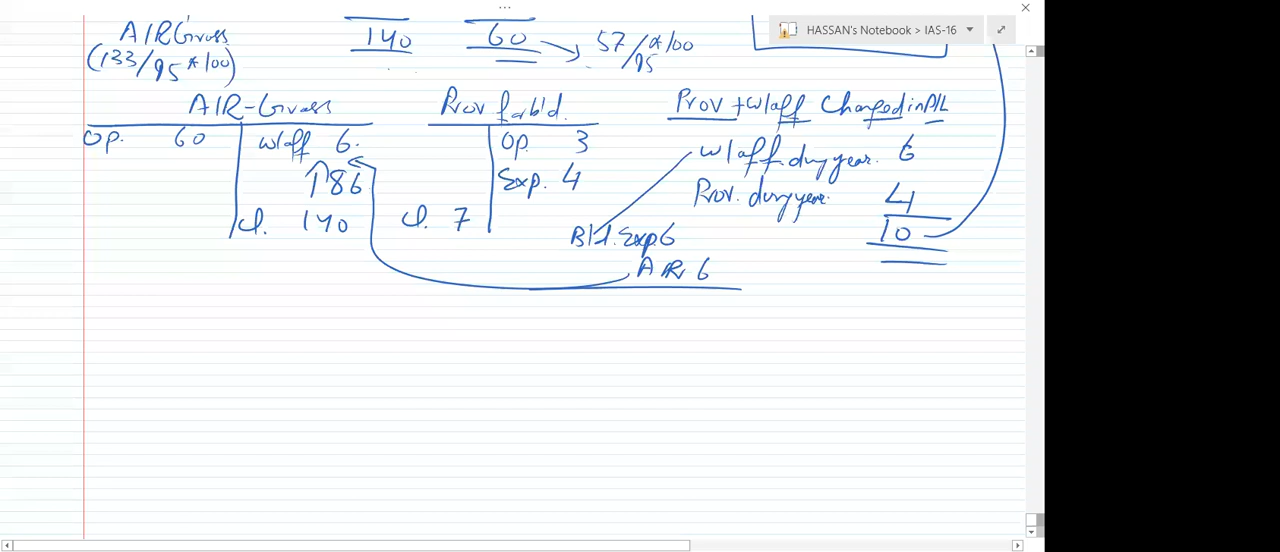 HASSAN's Notebook > IAS-16
A/R Gross 140 60 57/95*100
(133/95*100)
A/R-Gross Prov for b/d. Prov + W/off Charged in P/L
Op. 60 w/off 6. Op. 3 w/off. during year. 6
↑86 Exp. 4 Prov. during year. 4
Cl. 140 Cl. 7 10
B/d. Exp 6
A/R 6